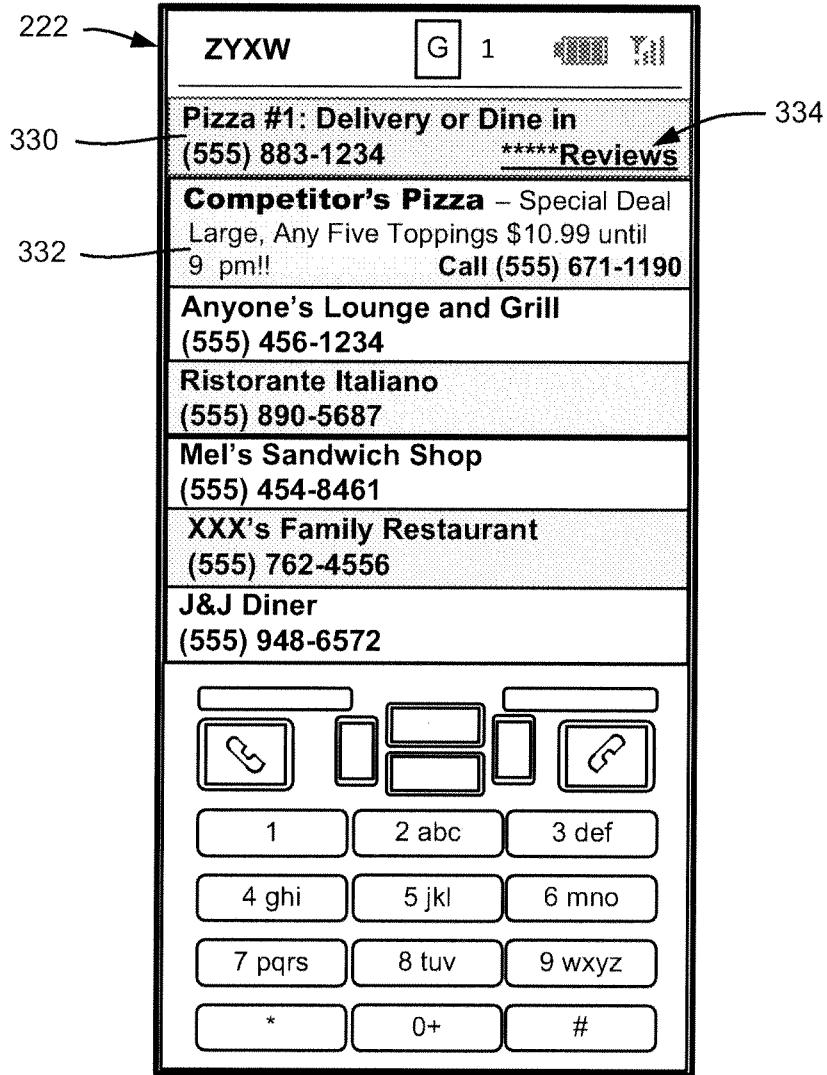 222
ZYXW G 1
Pizza #1: Delivery or Dine in
334
330
(555) 883-1234 *****Reviews
Competitor's Pizza – Special Deal
Large, Any Five Toppings $10.99 until
332
9 pm!! Call (555) 671-1190
Anyone's Lounge and Grill
(555) 456-1234
Ristorante Italiano
(555) 890-5687
Mel's Sandwich Shop
(555) 454-8461
XXX's Family Restaurant
(555) 762-4556
J&J Diner
(555) 948-6572
1 2 abc 3 def
4 ghi 5 jkl 6 mno
7 pqrs 8 tuv 9 wxyz
* 0+ #